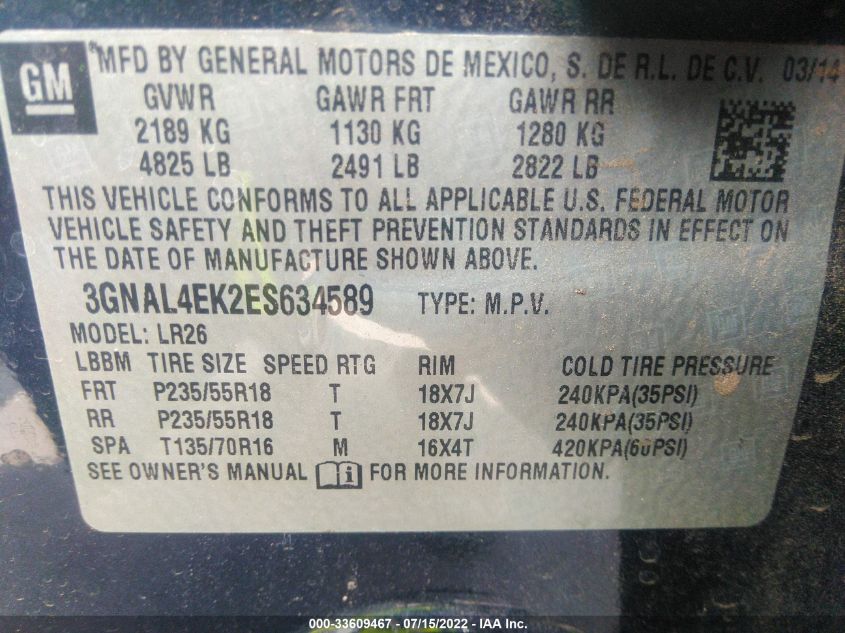 GM
MFD BY GENERAL MOTORS DE MEXICO, S. DE R.L. DE C.V. 03/14
GVWR GAWR FRT GAWR RR
2189 KG 1130 KG 1280 KG
4825 LB 2491 LB 2822 LB
THIS VEHICLE CONFORMS TO ALL APPLICABLE U.S. FEDERAL MOTOR
VEHICLE SAFETY AND THEFT PREVENTION STANDARDS IN EFFECT ON
THE DATE OF MANUFACTURE SHOWN ABOVE.
3GNAL4EK2ES634589 TYPE: M.P.V.
MODEL: LR26
LBBM TIRE SIZE SPEED RTG RIM COLD TIRE PRESSURE
FRT P235/55R18 T 18X7J 240KPA(35PSI)
RR P235/55R18 T 18X7J 240KPA(35PSI)
SPA T135/70R16 M 16X4T 420KPA(60PSI)
SEE OWNER'S MANUAL FOR MORE INFORMATION.
000-33609467 - 07/15/2022 - IAA Inc.